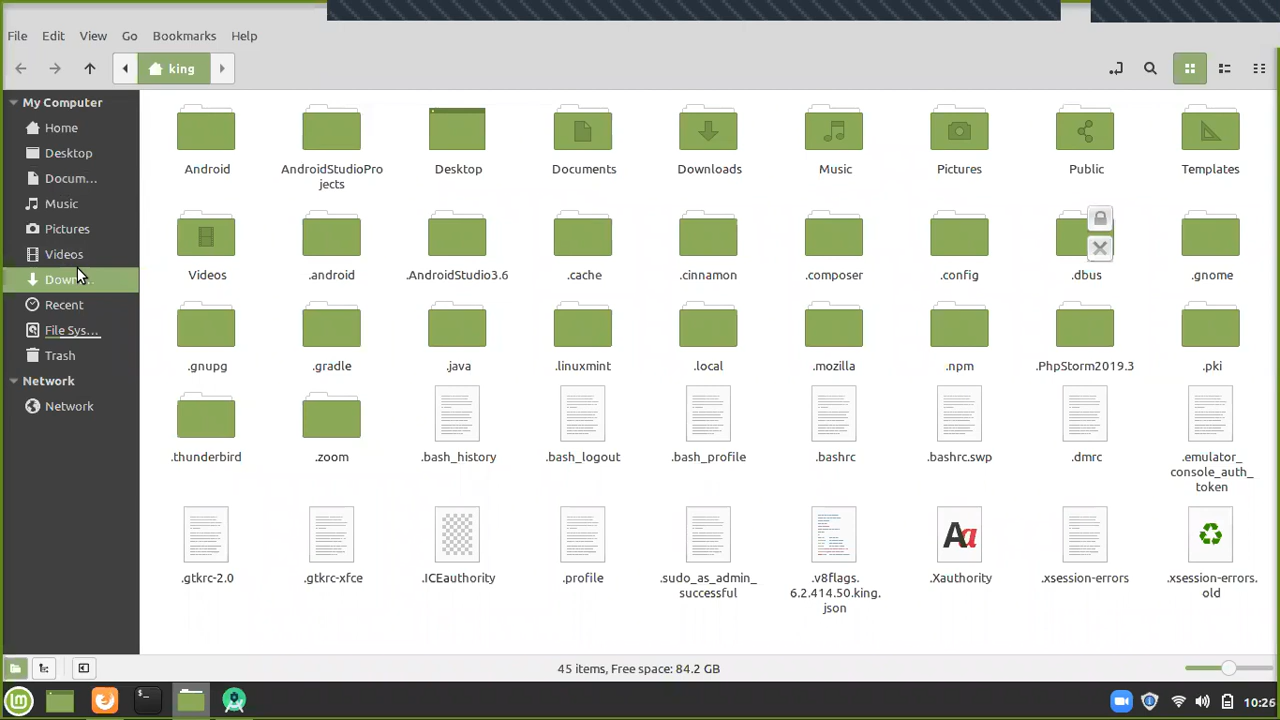 File Edit View Go Bookmarks Help
king
My Computer
Home
Desktop
Docum...
Music
Pictures
Videos
Recent
File Sys...
Trash
Network
Network
Android AndroidStudioPro Desktop Documents Downloads Music Pictures Public Templates
jects
Videos .android .AndroidStudio3.6 .cache .cinnamon .composer .config .dbus .gnome
.gnupg .gradle .java .linuxmint .local .mozilla .npm .PhpStorm2019.3 .pki
.thunderbird .zoom .bash_history .bash_logout .bash_profile .bashrc .bashrc.swp .dmrc .emulator_
console_auth_
token
.gtkrc-2.0 .gtkrc-xfce .ICEauthority .profile .sudo_as_admin_ .v8flags. Aa .Xauthority .xsession-errors .xsession-errors.
successful 6.2.414.50.king. old
json
45 items, Free space: 84.2 GB
10:26